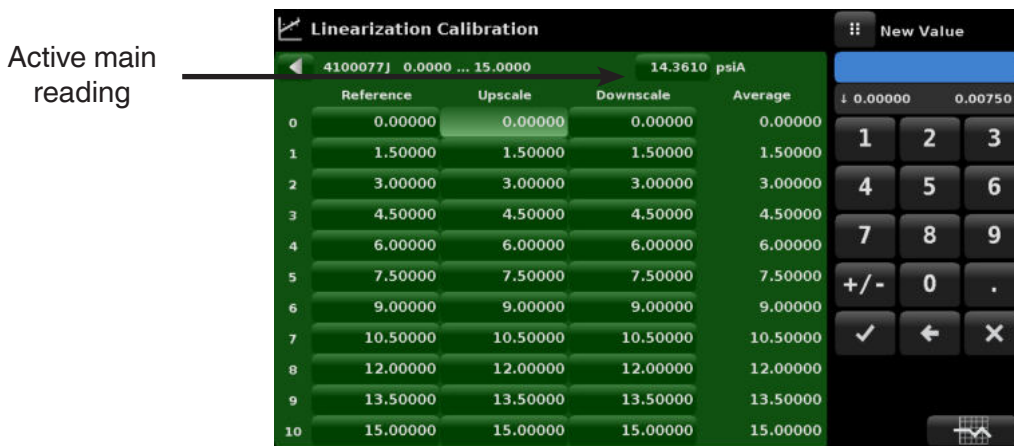 Active main
reading
Linearization Calibration
4100077J 0.0000 ... 15.0000 14.3610 psiA
Reference Upscale Downscale Average
0 0.00000 0.00000 0.00000 0.00000
1 1.50000 1.50000 1.50000 1.50000
2 3.00000 3.00000 3.00000 3.00000
3 4.50000 4.50000 4.50000 4.50000
4 6.00000 6.00000 6.00000 6.00000
5 7.50000 7.50000 7.50000 7.50000
6 9.00000 9.00000 9.00000 9.00000
7 10.50000 10.50000 10.50000 10.50000
8 12.00000 12.00000 12.00000 12.00000
9 13.50000 13.50000 13.50000 13.50000
10 15.00000 15.00000 15.00000 15.00000
New Value
↓ 0.00000 0.00750
1 2 3
4 5 6
7 8 9
+/- 0 .